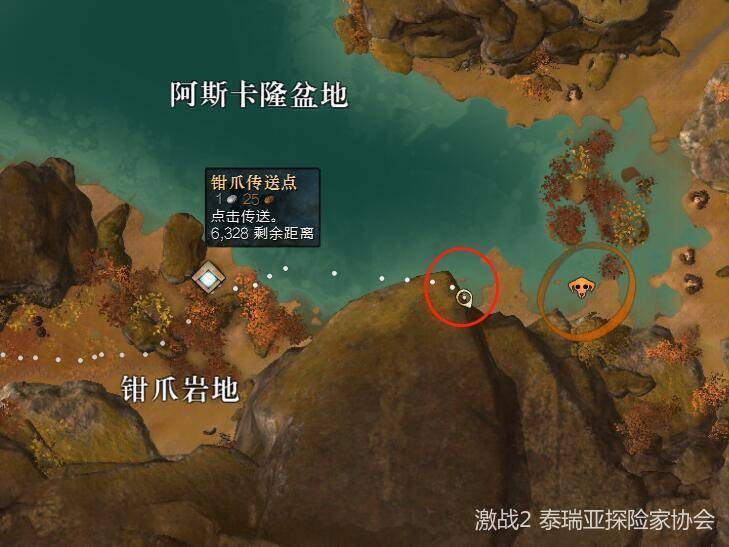 阿斯卡隆盆地
钳爪传送点
1 25
点击传送。
6,328 剩余距离
钳爪岩地
激战2 泰瑞亚探险家协会